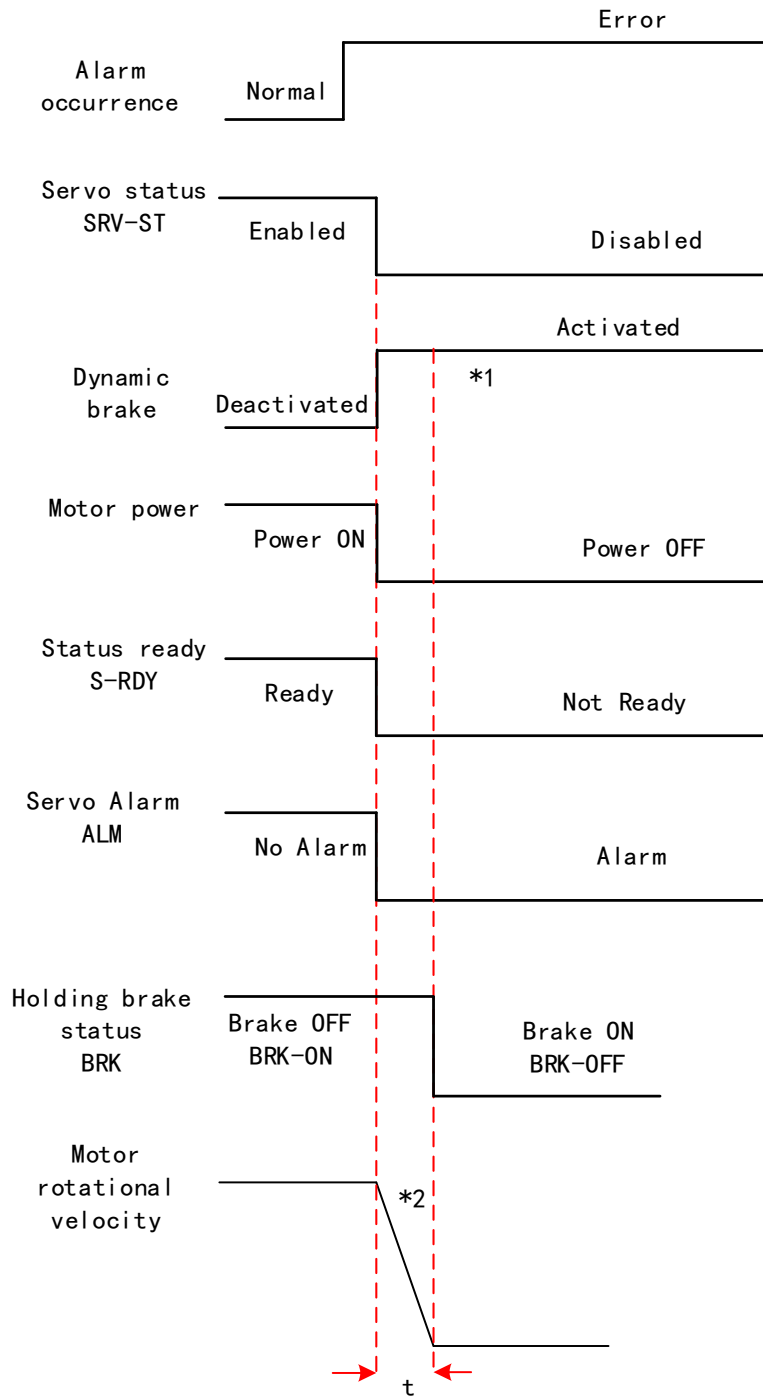 Error
Alarm
occurrence
Normal
Servo status
SRV-ST
Enabled
Disabled
Activated
Dynamic
brake
Deactivated
*1
Motor power
Power ON
Power OFF
Status ready
S-RDY
Ready
Not Ready
Servo Alarm
ALM
No Alarm
Alarm
Holding brake
status
BRK
Brake OFF
BRK-ON
Brake ON
BRK-OFF
Motor
rotational
velocity
*2
t